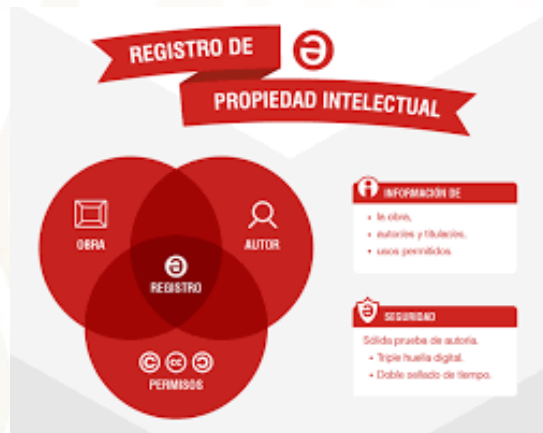 REGISTRO DE
PROPIEDAD INTELECTUAL
OBRA
AUTOR
REGISTRO
PERMISOS
INFORMACIÓN DE
• la obra,
• autor/es y titular/es.
• usos permitidos.
SEGURIDAD
Sólida prueba de autoría.
• Triple huella digital.
• Doble sellado de tiempo.